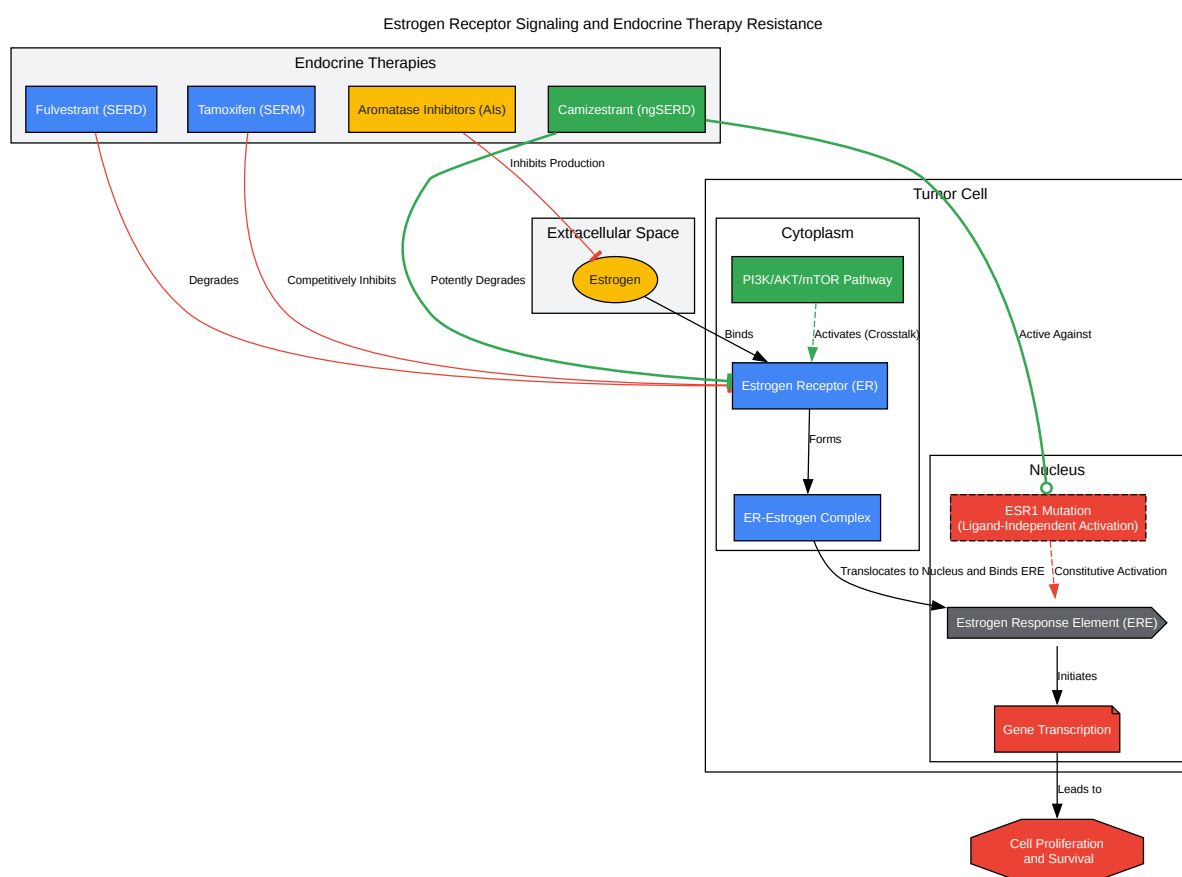 Estrogen Receptor Signaling and Endocrine Therapy Resistance
Endocrine Therapies
Fulvestrant (SERD)
Tamoxifen (SERM)
Aromatase Inhibitors (AIs)
Camizestrant (ngSERD)
Inhibits Production
Tumor Cell
Extracellular Space
Cytoplasm
Estrogen
PI3K/AKT/mTOR Pathway
Degrades
Competitively Inhibits
Potently Degrades
Binds
Activates (Crosstalk)
Active Against
Estrogen Receptor (ER)
Forms
Nucleus
ER-Estrogen Complex
ESR1 Mutation
(Ligand-Independent Activation)
Translocates to Nucleus and Binds ERE
Constitutive Activation
Estrogen Response Element (ERE)
Initiates
Gene Transcription
Leads to
Cell Proliferation
and Survival